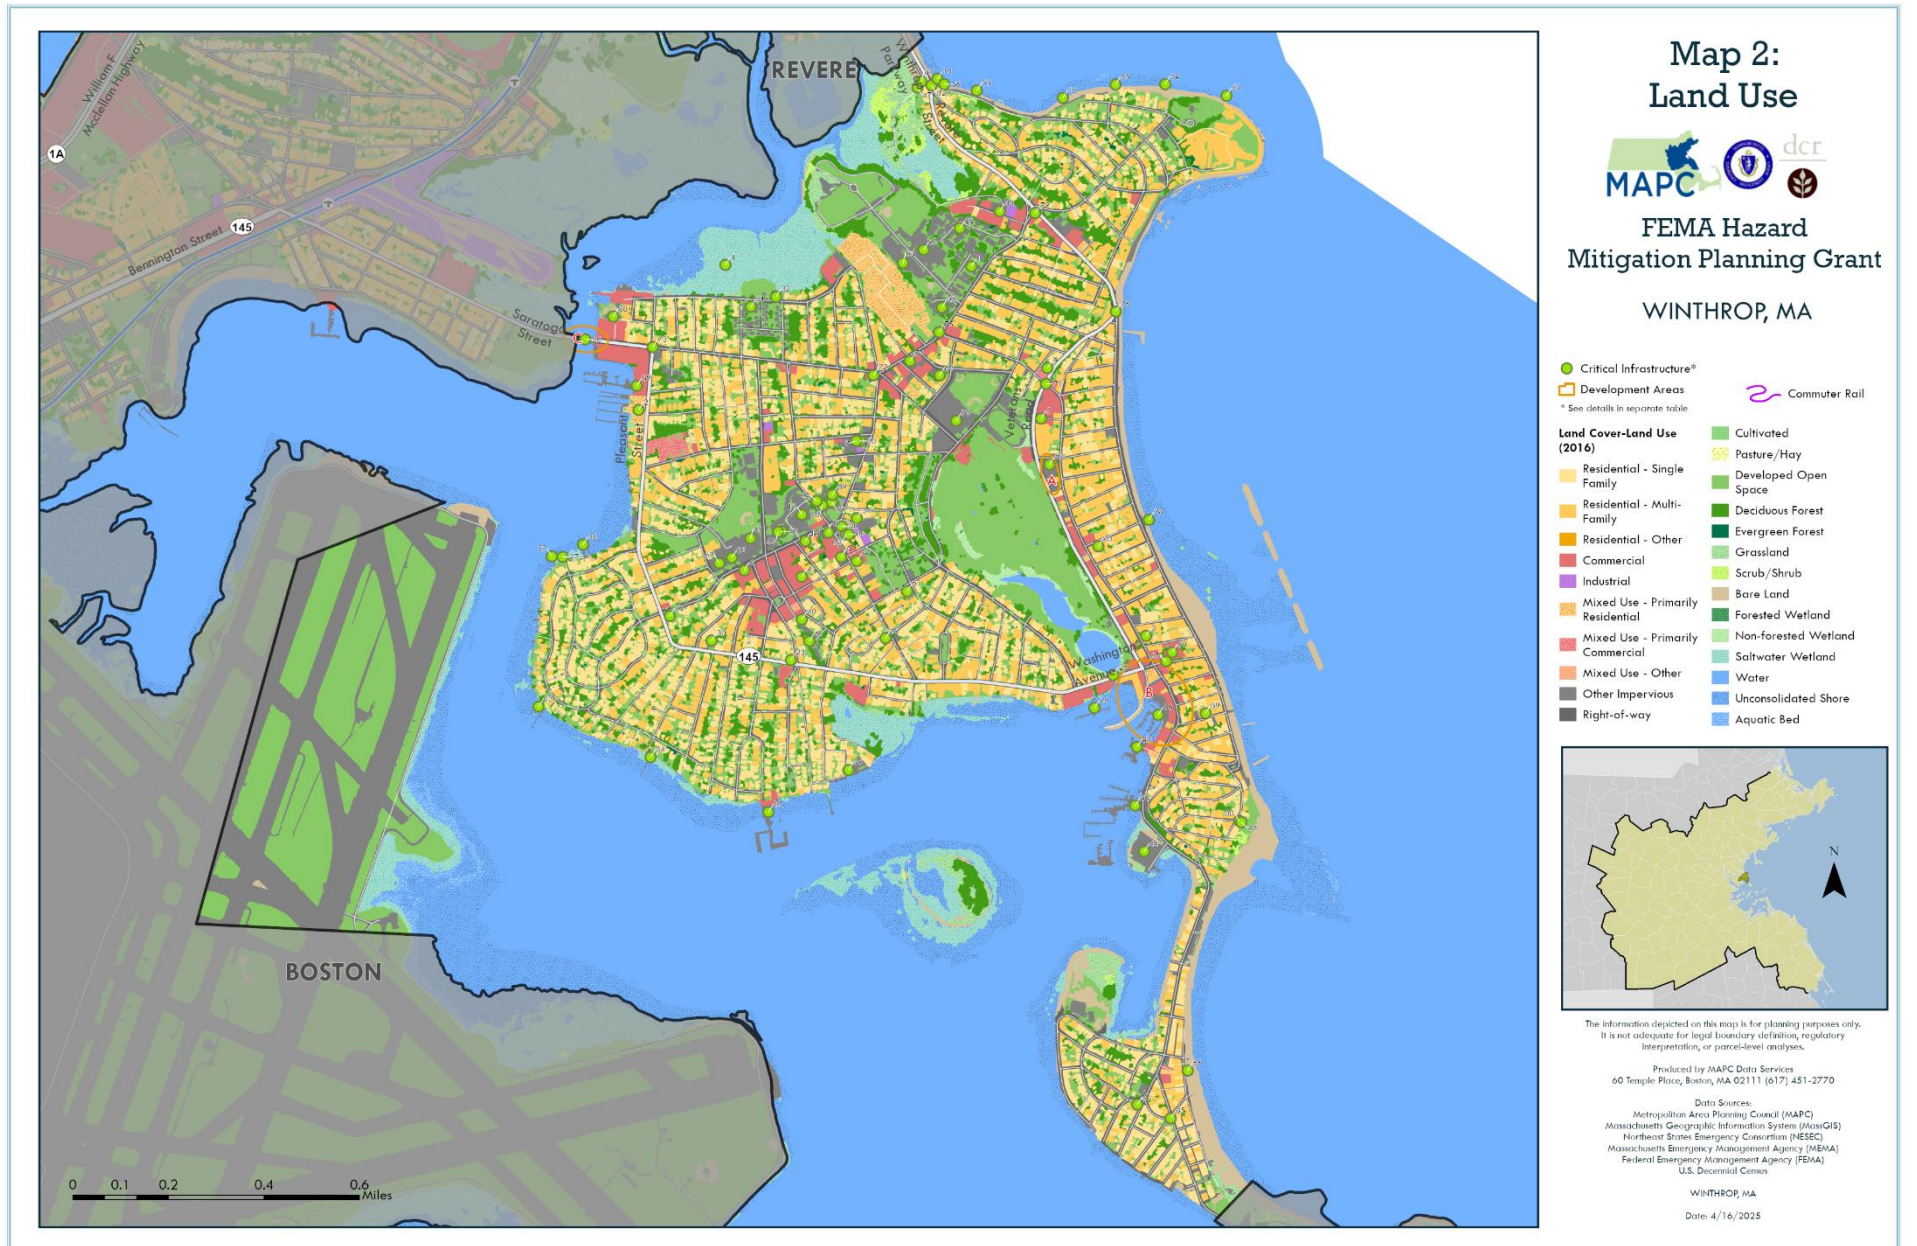 Map 2:
Land Use
MAPC
dcr
FEMA Hazard
Mitigation Planning Grant
WINTHROP, MA
Critical Infrastructure*
Development Areas
Commuter Rail
* See details in separate table
Land Cover-Land Use
(2016)
Residential - Single
Family
Residential - Multi-
Family
Residential - Other
Commercial
Industrial
Mixed Use - Primarily
Residential
Mixed Use - Primarily
Commercial
Mixed Use - Other
Other Impervious
Right-of-way
Cultivated
Pasture/Hay
Developed Open
Space
Deciduous Forest
Evergreen Forest
Grassland
Scrub/Shrub
Bare Land
Forested Wetland
Non-forested Wetland
Saltwater Wetland
Water
Unconsolidated Shore
Aquatic Bed
N
The information depicted on this map is for planning purposes only.
It is not adequate for legal boundary definition, regulatory
interpretation, or parcel-level analyses.
Produced by MAPC Data Services
60 Temple Place, Boston, MA 02111 (617) 451-2770
Data Sources:
Metropolitan Area Planning Council (MAPC)
Massachusetts Geographic Information System (MassGIS)
Northeast States Emergency Consortium (NESEC)
Massachusetts Emergency Management Agency (MEMA)
Federal Emergency Management Agency (FEMA)
U.S. Decennial Census
WINTHROP, MA
Date: 4/16/2025
REVERE
William F
Mcclellan Highway
1A
145
Bennington Street
Winthrop
Parkway
Revere
Street
Saratoga
Street
Pleasant
Street
Veterans
Road
A
145
Washington
Avenue
B
C
BOSTON
0 0.1 0.2 0.4 0.6
Miles